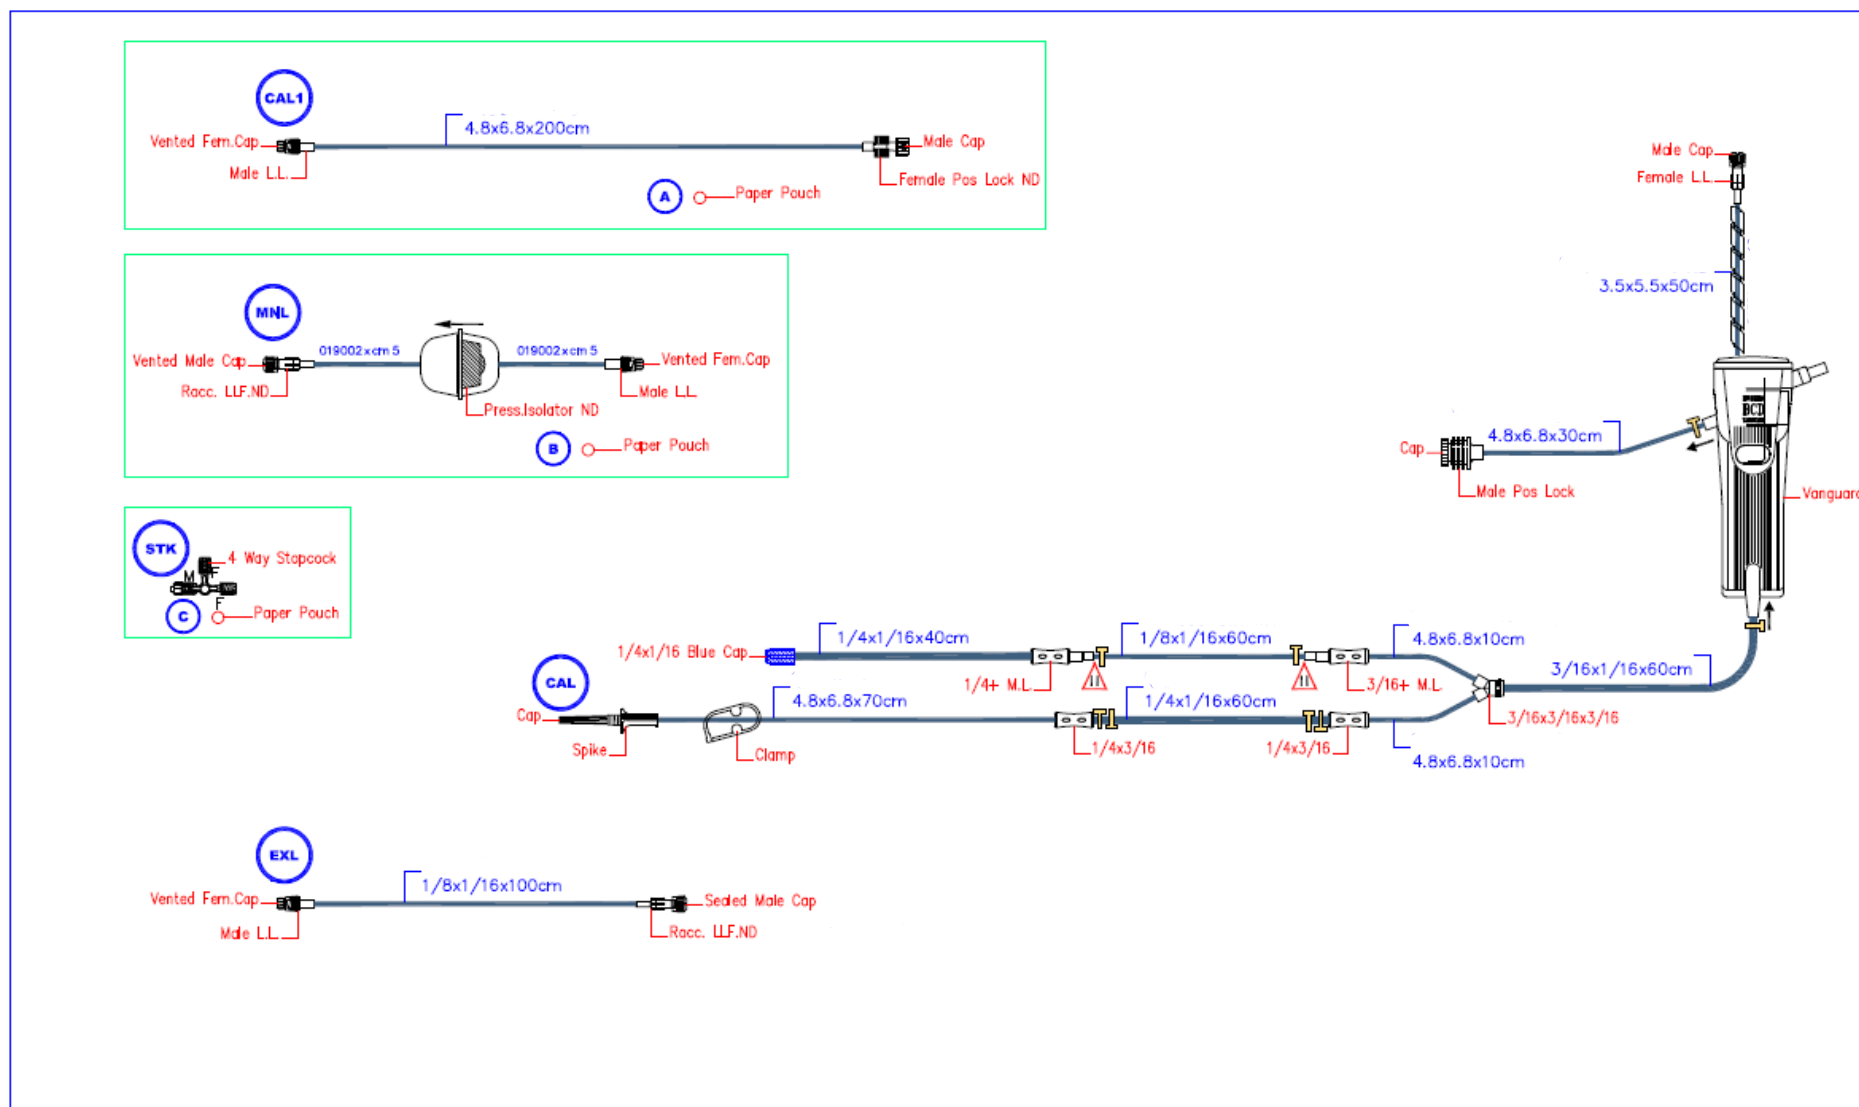 CAL1
4.8x6.8x200cm
Vented Fem.Cap
Male L.L.
Male Cap
Female Pos Lock ND
A
Paper Pouch
MNL
Vented Male Cap
019002xcm5
019002xcm5
Vented Fem.Cap
Racc. LLF.ND
Male L.L
Press.Isolator ND
B
Paper Pouch
STK
4 Way Stopcock
M
F
F
C
Paper Pouch
Male Cap
Female L.L.
3.5x5.5x50cm
BCD
4.8x6.8x30cm
Cap
Male Pos Lock
Vanguard
1/4x1/16 Blue Cap
1/4x1/16x40cm
1/8x1/16x60cm
4.8x6.8x10cm
3/16x1/16x60cm
1/4+ M.L.
!!
!!
3/16+ M.L.
CAL
4.8x6.8x70cm
1/4x1/16x60cm
Cap
Spike
Clamp
1/4x3/16
1/4x3/16
3/16x3/16x3/16
4.8x6.8x10cm
EXL
Vented Fem.Cap
1/8x1/16x100cm
Sealed Male Cap
Male L.L.
Racc. LLF.ND